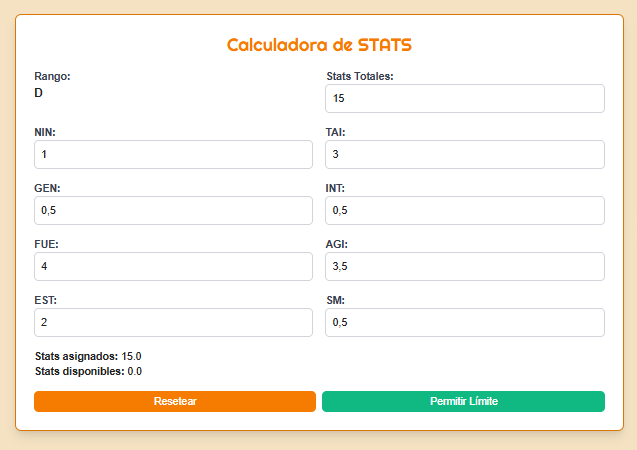 Calculadora de STATS
Rango:
D
Stats Totales:
15
NIN:
1
TAI:
3
GEN:
0,5
INT:
0,5
FUE:
4
AGI:
3,5
EST:
2
SM:
0,5
Stats asignados: 15.0
Stats disponibles: 0.0
Resetear
Permitir Límite